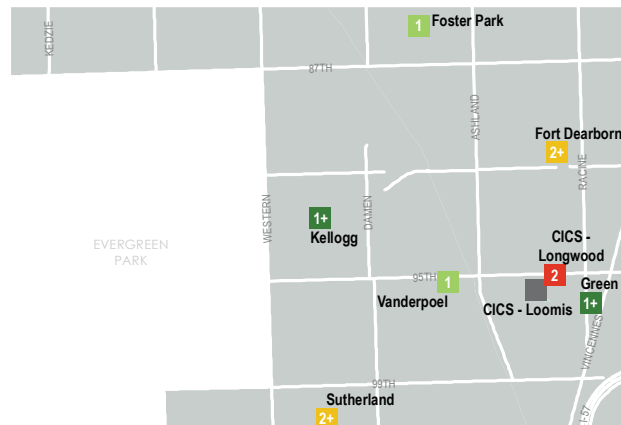 1 Foster Park
KEDZIE
87TH
ASHLAND
Fort Dearborn
2+
RACINE
WESTERN
DAMEN
1+
Kellogg
EVERGREEN
PARK
CICS -
Longwood
2
95TH
1
Vanderpoel
CICS - Loomis
Green
1+
VINCENNES
99TH
Sutherland
2+
I-57